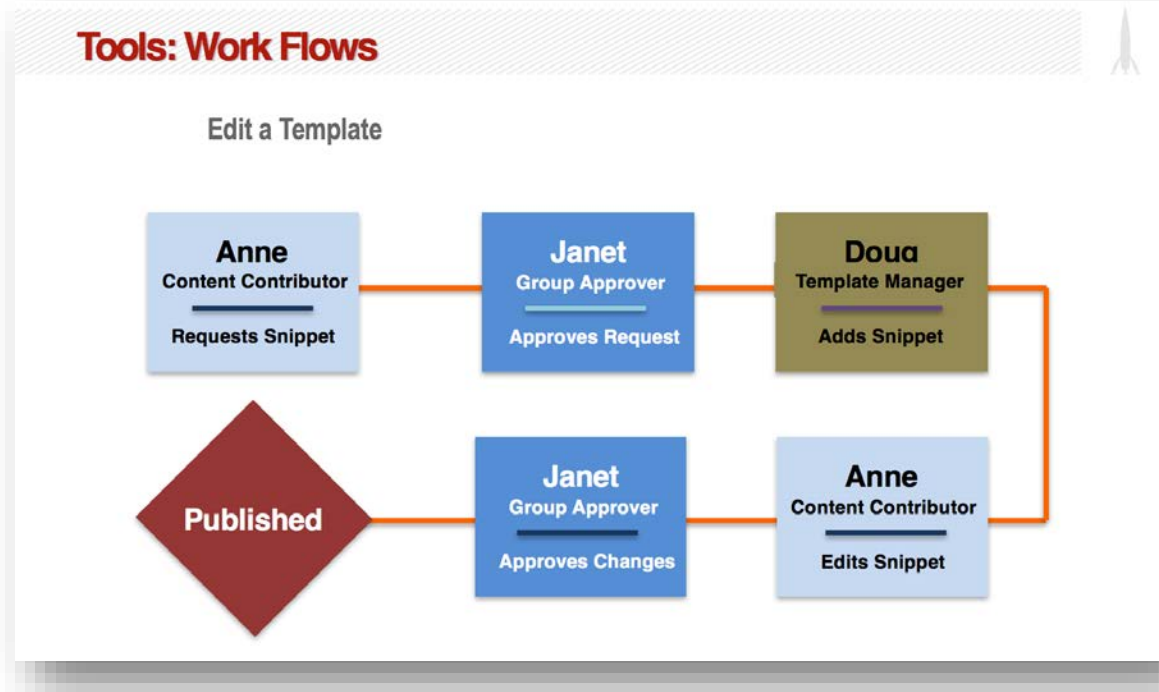 Tools: Work Flows
Edit a Template
Anne
Content Contributor
Requests Snippet
Janet
Group Approver
Approves Request
Doug
Template Manager
Adds Snippet
Published
Janet
Group Approver
Approves Changes
Anne
Content Contributor
Edits Snippet